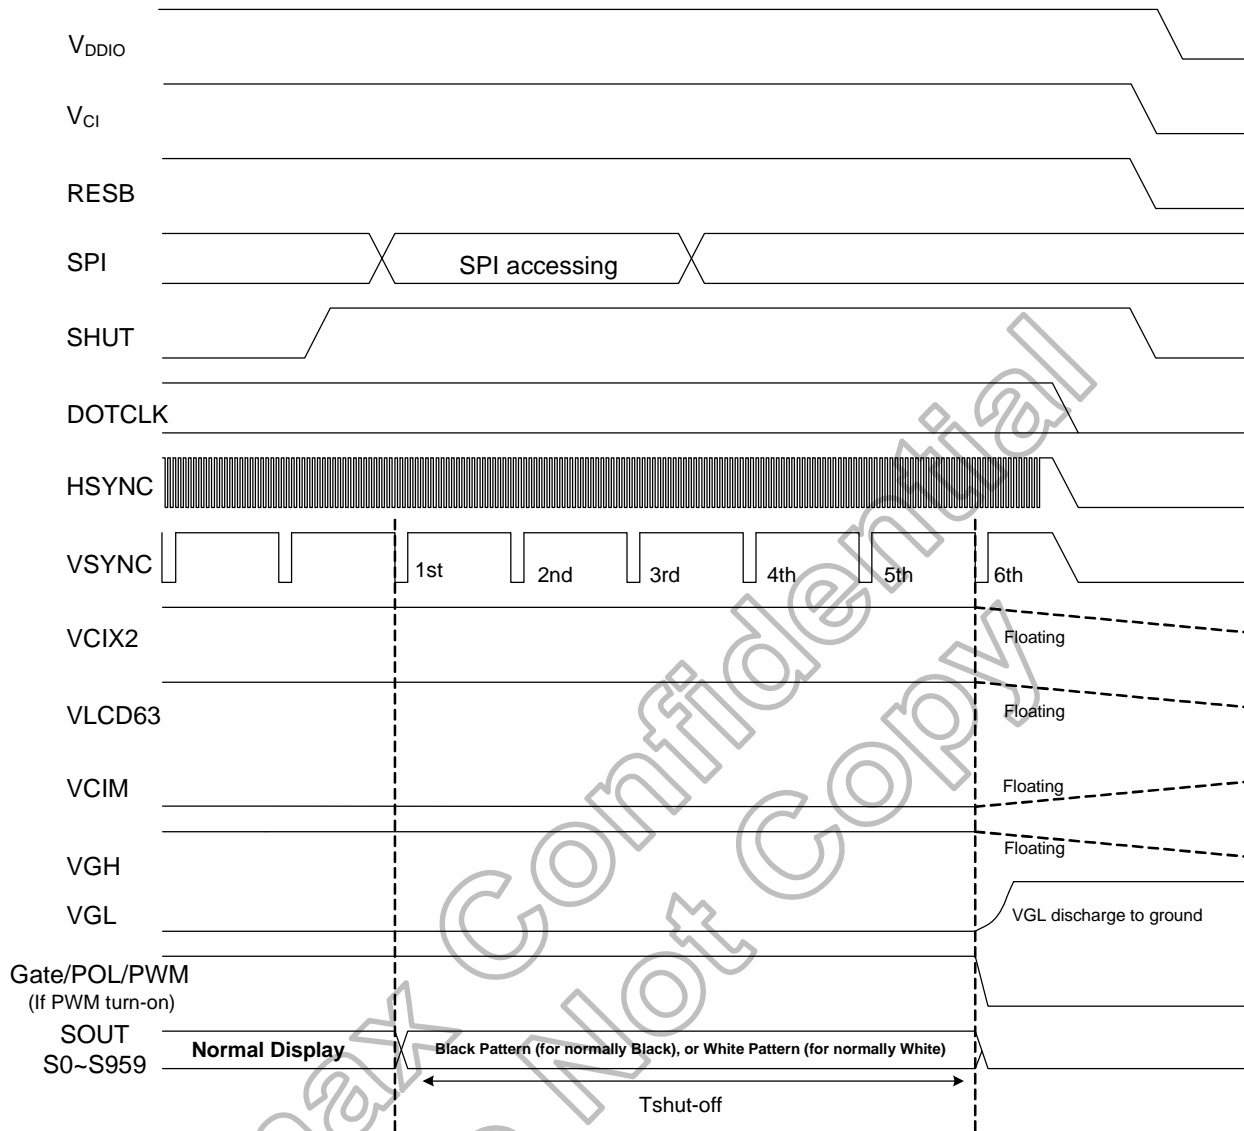 VDDIO
VCI
RESB
SPI
SPI accessing
SHUT
DOTCLK
HSYNC
VSYNC
1st
2nd
3rd
4th
5th
6th
VCIX2
Floating
VLCD63
Floating
VCIM
Floating
VGH
Floating
VGL
VGL discharge to ground
Gate/POL/PWM
(If PWM turn-on)
SOUT
S0~S959
Normal Display
Black Pattern (for normally Black), or White Pattern (for normally White)
Tshut-off
Confidential
Not Copy